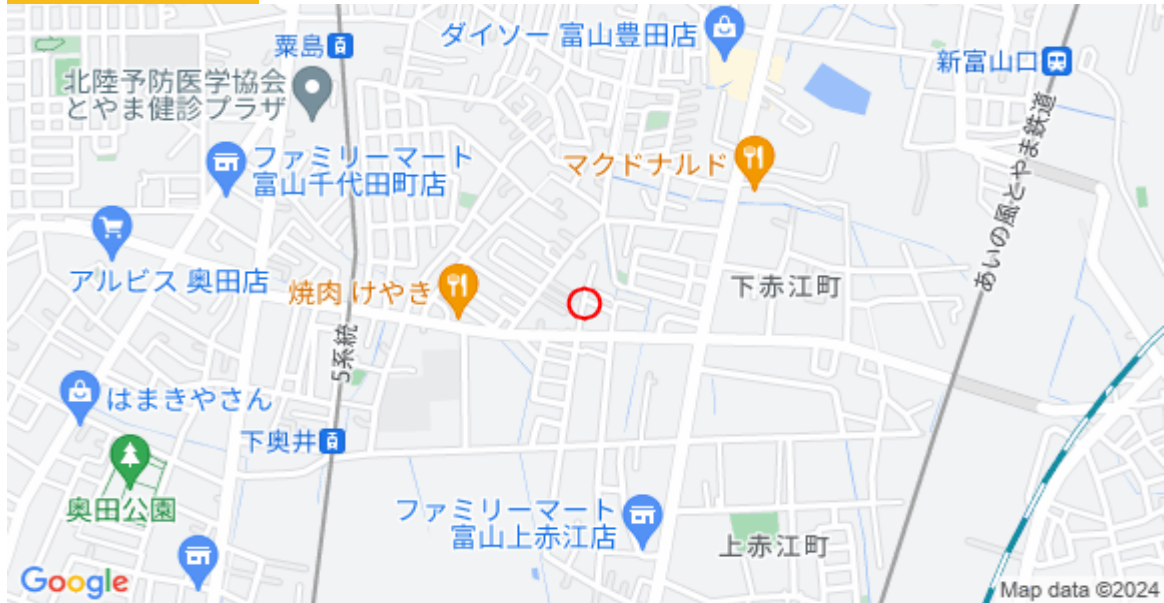 ダイソー 富山豊田店
粟島
新富山口
北陸予防医学協会
とやま健診プラザ
ファミリーマート
富山千代田町店
マクドナルド
あいの風とやま鉄道
アルビス 奥田店
焼肉 けやき
下赤江町
5系統
はまきやさん
下奥井
奥田公園
ファミリーマート
富山上赤江店
上赤江町
Google
Map data ©2024